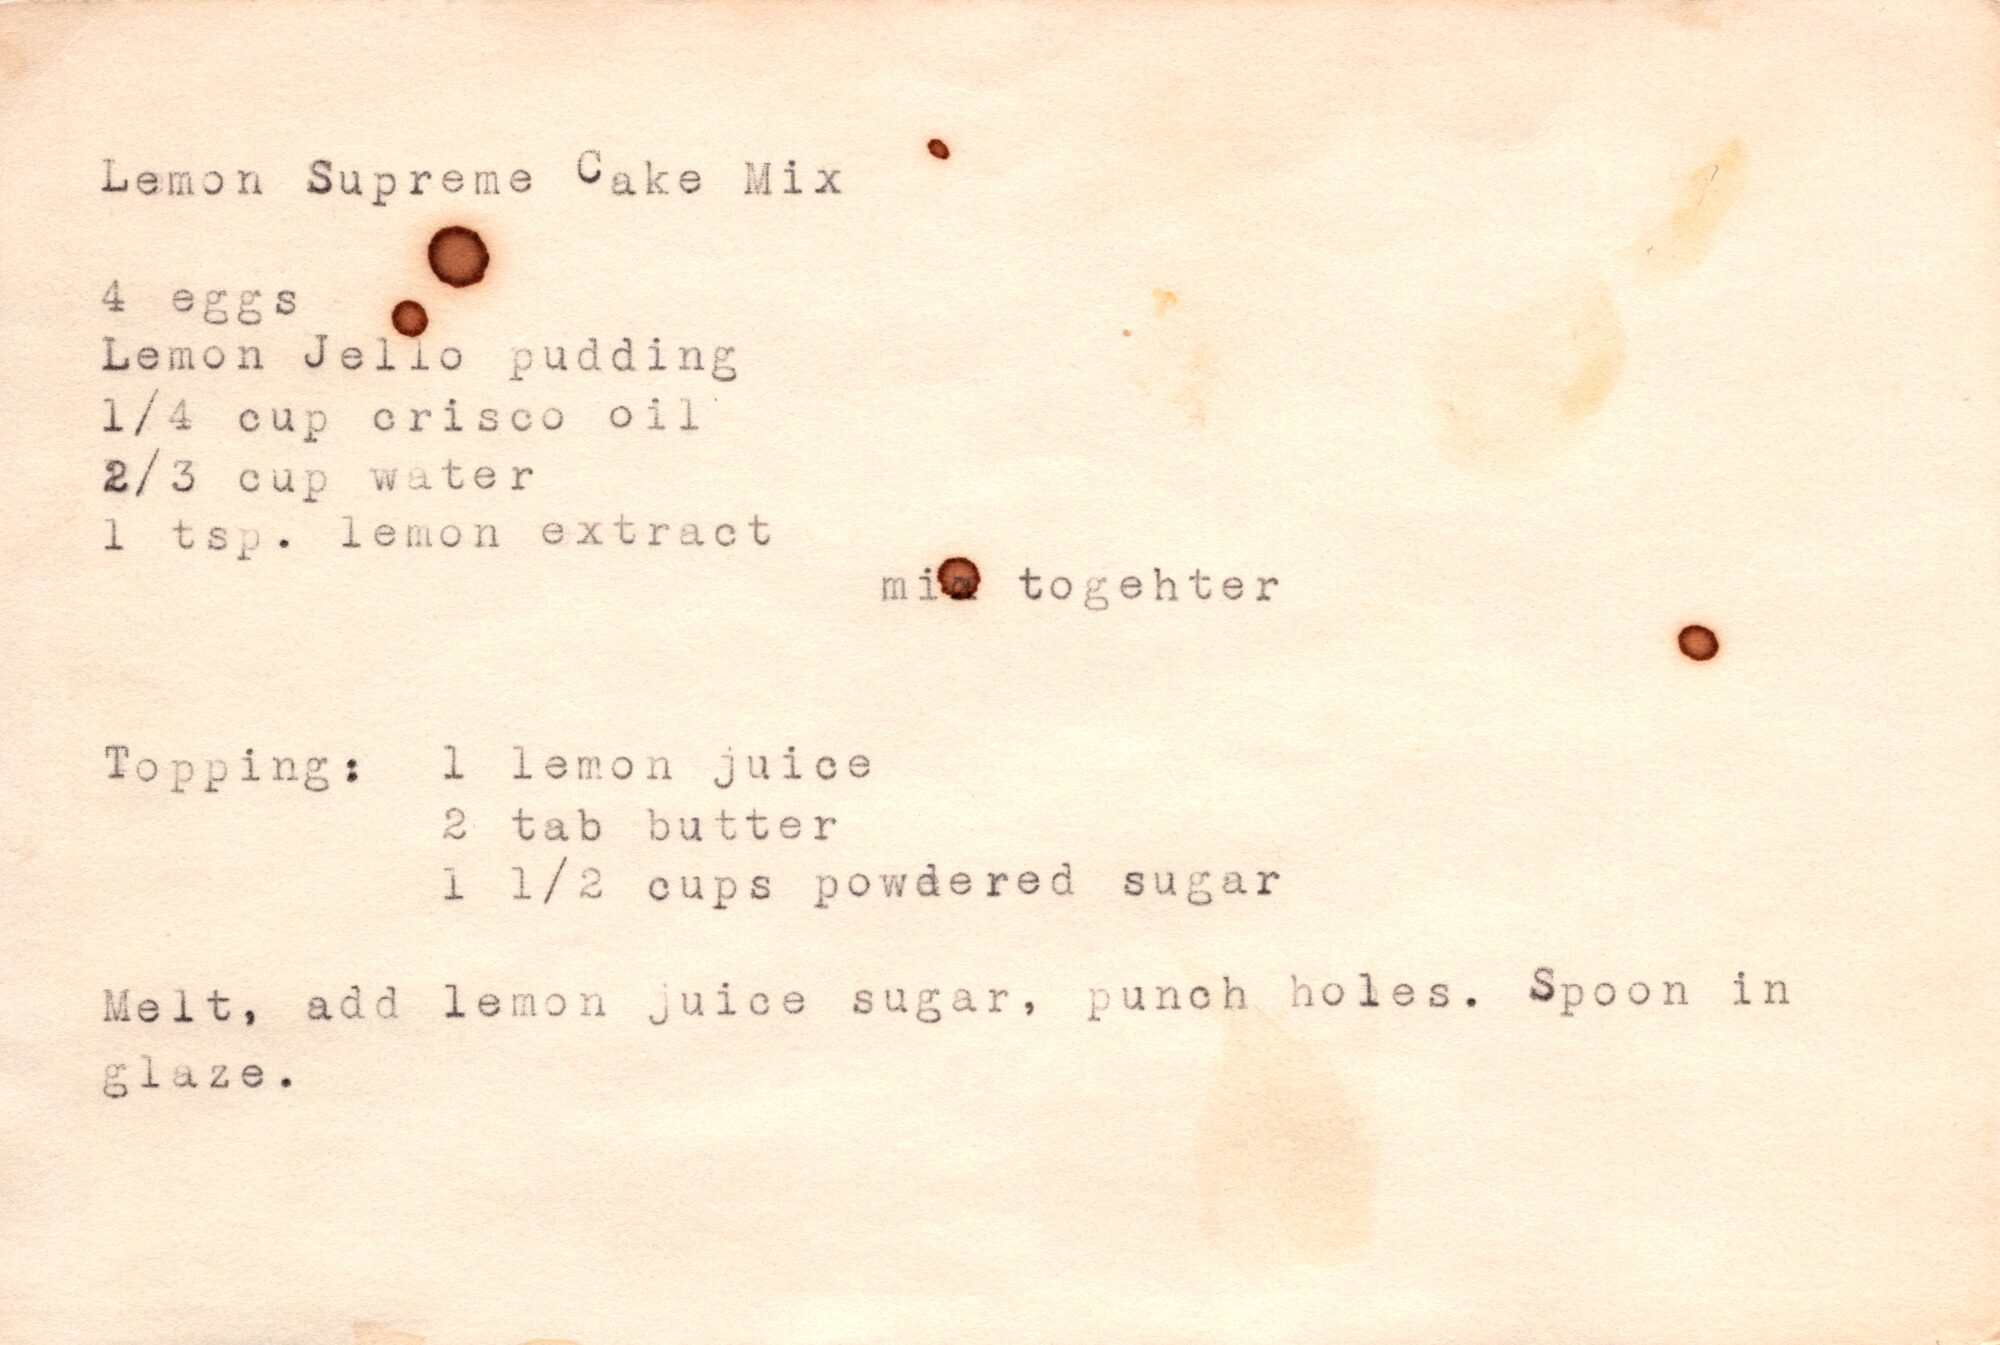 Lemon Supreme Cake Mix
4 eggs
Lemon Jello pudding
1/4 cup crisco oil
2/3 cup water
1 tsp. lemon extract
mix togehter
Topping: 1 lemon juice
2 tab butter
1 1/2 cups powdered sugar
Melt, add lemon juice sugar, punch holes. Spoon in
glaze.